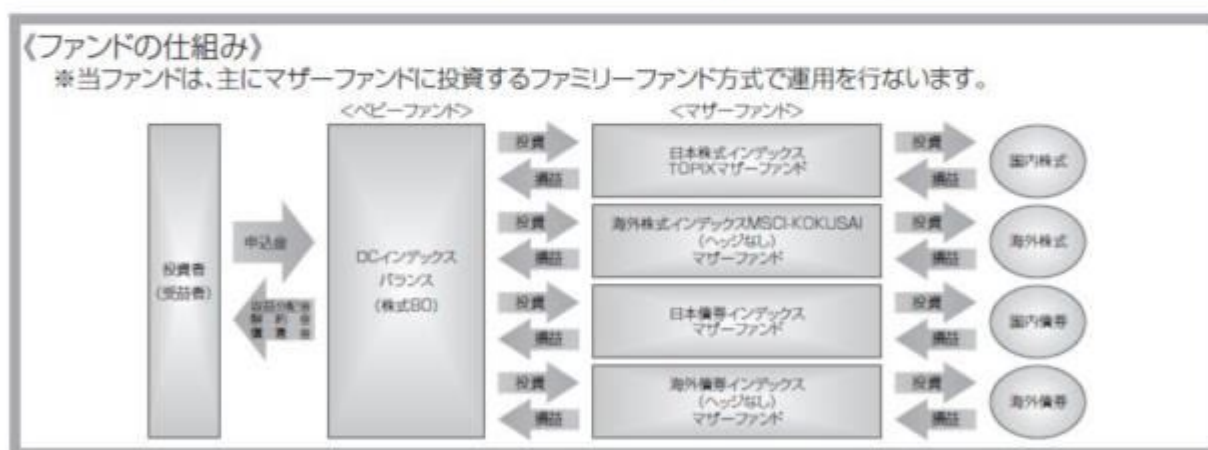 《ファンドの仕組み》
※当ファンドは、主にマザーファンドに投資するファミリーファンド方式で運用を行ないます。
<ベビーファンド>
<マザーファンド>
投資者
(受益者)
申込金
収益分配金
解約金
償還金
DCインデックス
バランス
(株式80)
投資
損益
日本株式インデックス
TOPIXマザーファンド
投資
損益
国内株式
投資
損益
海外株式インデックスMSCI-KOKUSAI
(ヘッジなし)
マザーファンド
投資
損益
海外株式
投資
損益
日本債券インデックス
マザーファンド
投資
損益
国内債券
投資
損益
海外債券インデックス
(ヘッジなし)
マザーファンド
投資
損益
海外債券